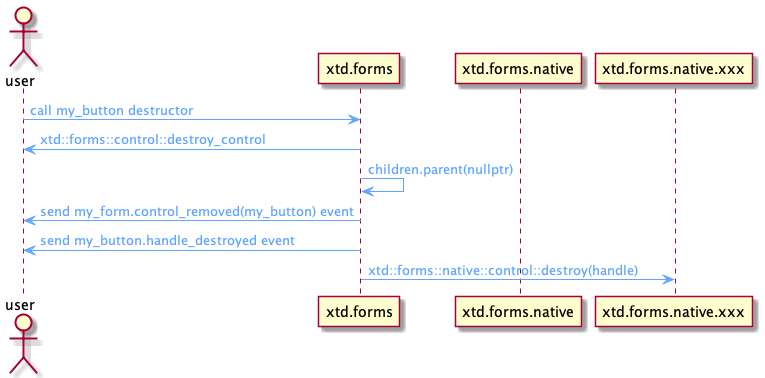 user
xtd.forms
xtd.forms.native
xtd.forms.native.xxx
call my_button destructor
xtd::forms::control::destroy_control
children.parent(nullptr)
send my_form.control_removed(my_button) event
send my_button.handle_destroyed event
xtd::forms::native::control::destroy(handle)
user
xtd.forms
xtd.forms.native
xtd.forms.native.xxx